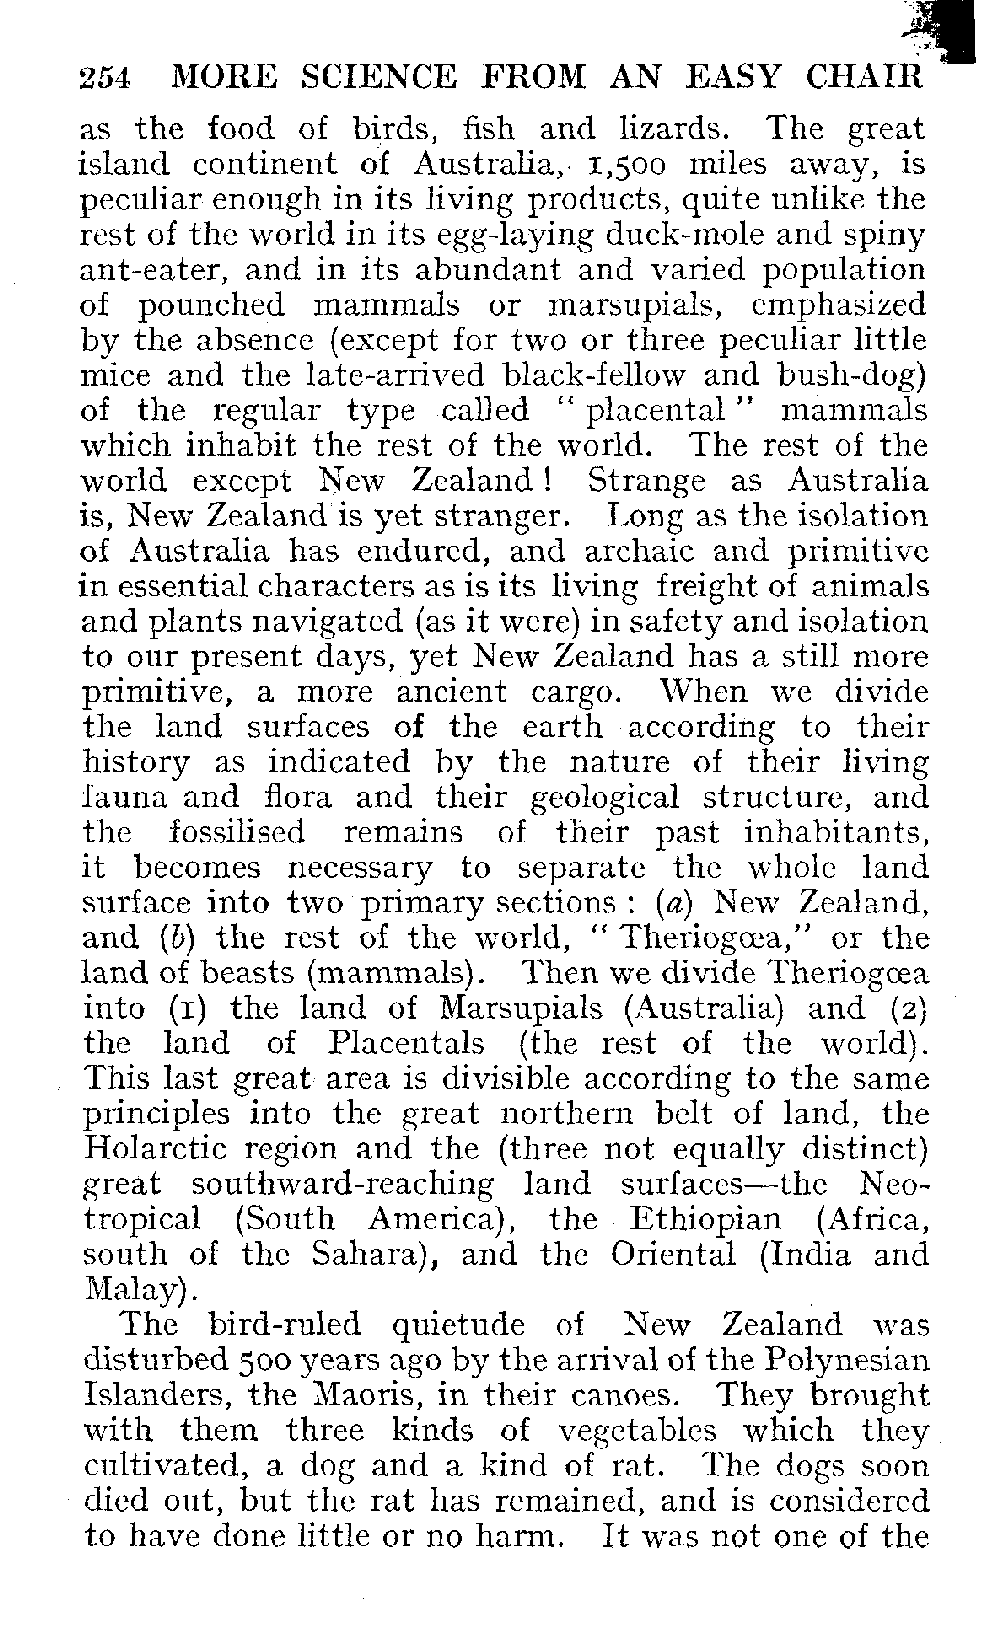 254 MORE SCIENCE FROM AN EASY CHAIR
as the food of birds, fish and lizards. The great
island continent of Australia, 1,500 miles away, is
peculiar enough in its living products, quite unlike the
rest of the world in its egg-laying duck-mole and spiny
ant-eater, and in its abundant and varied population
of pounched mammals or marsupials, emphasized
by the absence (except for two or three peculiar little
mice and the late-arrived black-fellow and bush-dog)
of the regular type called " placental " mammals
which inhabit the rest of the world. The rest of the
world except New Zealand ! Strange as Australia
is, New Zealand is yet stranger. Long as the isolation
of Australia has endured, and archaic and primitive
in essential characters as is its living freight of animals
and plants navigated (as it were) in safety and isolation
to our present days, yet New Zealand has a still more
primitive, a more ancient cargo. When we divide
the land surfaces of the earth according to their
history as indicated by the nature of their living
fauna and flora and their geological structure, and
the fossilised remains of their past inhabitants,
it becomes necessary to separate the whole land
surface into two primary sections : (a) New Zealand,
and (b) the rest of the world, " Theriogœa," or the
land of beasts (mammals). Then we divide Theriogœa
into (1) the land of Marsupials (Australia) and (2)
the land of Placentals (the rest of the world).
This last great area is divisible according to the same
principles into the great northern belt of land, the
Holarctic region and the (three not equally distinct)
great southward-reaching land surfaces—the Neo-
tropical (South America), the Ethiopian (Africa,
south of the Sahara), and the Oriental (India and
Malay).
The bird-ruled quietude of New Zealand was
disturbed 500 years ago by the arrival of the Polynesian
Islanders, the Maoris, in their canoes. They brought
with them three kinds of vegetables which they
cultivated, a dog and a kind of rat. The dogs soon
died out, but the rat has remained, and is considered
to have done little or no harm. It was not one of the